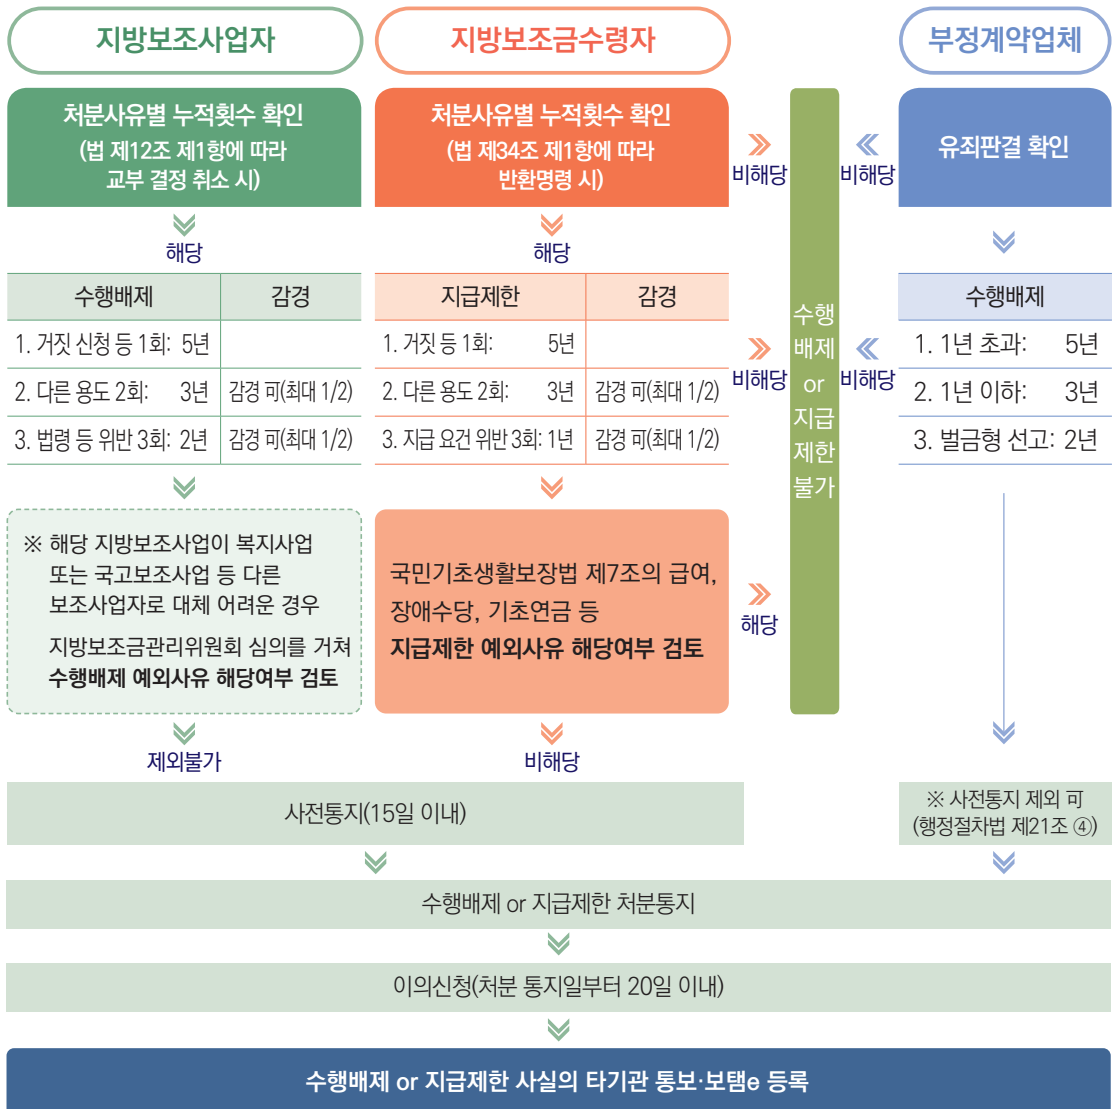 지방보조사업자
지방보조금수령자
부정계약업체
처분사유별 누적횟수 확인
(법 제12조 제1항에 따라
교부 결정 취소 시)
처분사유별 누적횟수 확인
(법 제34조 제1항에 따라
반환명령 시)
비해당
비해당
유죄판결 확인
해당
해당
수행배제 감경
1. 거짓 신청 등 1회: 5년
2. 다른 용도 2회: 3년 감경 可(최대 1/2)
3. 법령 등 위반 3회: 2년 감경 可(최대 1/2)
지급제한 감경
1. 거짓 등 1회: 5년
2. 다른 용도 2회: 3년 감경 可(최대 1/2)
3. 지급 요건 위반 3회: 1년 감경 可(최대 1/2)
비해당
비해당
수행
배제
or
지급
제한
불가
수행배제
1. 1년 초과: 5년
2. 1년 이하: 3년
3. 벌금형 선고: 2년
※ 해당 지방보조사업이 복지사업
또는 국고보조사업 등 다른
보조사업자로 대체 어려운 경우
지방보조금관리위원회 심의를 거쳐
수행배제 예외사유 해당여부 검토
국민기초생활보장법 제7조의 급여,
장애수당, 기초연금 등
지급제한 예외사유 해당여부 검토
해당
제외불가
비해당
사전통지(15일 이내)
※ 사전통지 제외 可
(행정절차법 제21조 ④)
수행배제 or 지급제한 처분통지
이의신청(처분 통지일부터 20일 이내)
수행배제 or 지급제한 사실의 타기관 통보·보탬e 등록